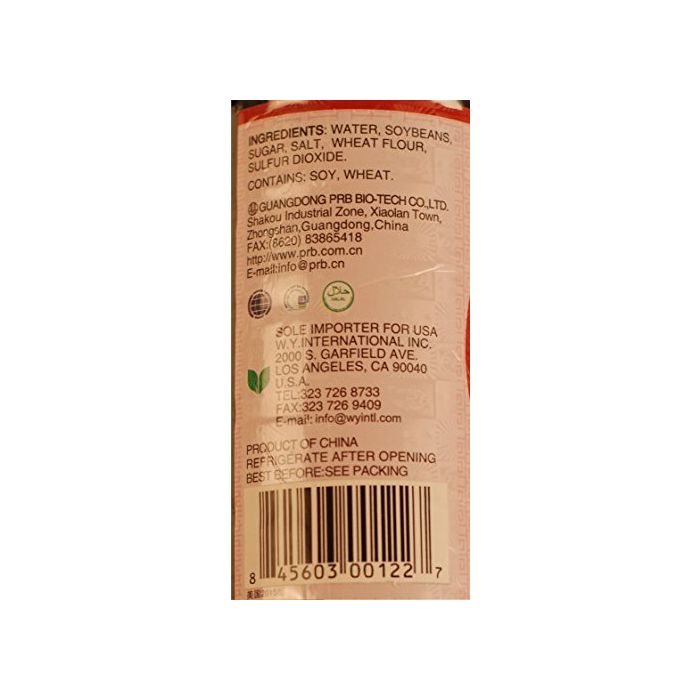 INGREDIENTS: WATER, SOYBEANS,
SUGAR, SALT, WHEAT FLOUR,
SULFUR DIOXIDE.
CONTAINS: SOY, WHEAT.
GUANGDONG PRB BIO-TECH CO.,LTD.
Shakou Industrial Zone, Xiaolan Town,
Zhongshan,Guangdong,China
FAX:(8620) 83865418
http://www.prb.com.cn
E-mail:info@prb.cn
حلال
HALAL
SOLE IMPORTER FOR USA
W.Y.INTERNATIONAL INC.
2000 S. GARFIELD AVE.
LOS ANGELES, CA 90040
U.S.A.
TEL:323 726 8733
FAX:323 726 9409
E-mail: info@wyintl.com
PRODUCT OF CHINA
REFRIGERATE AFTER OPENING
BEST BEFORE:SEE PACKING
8 45603 00122 7